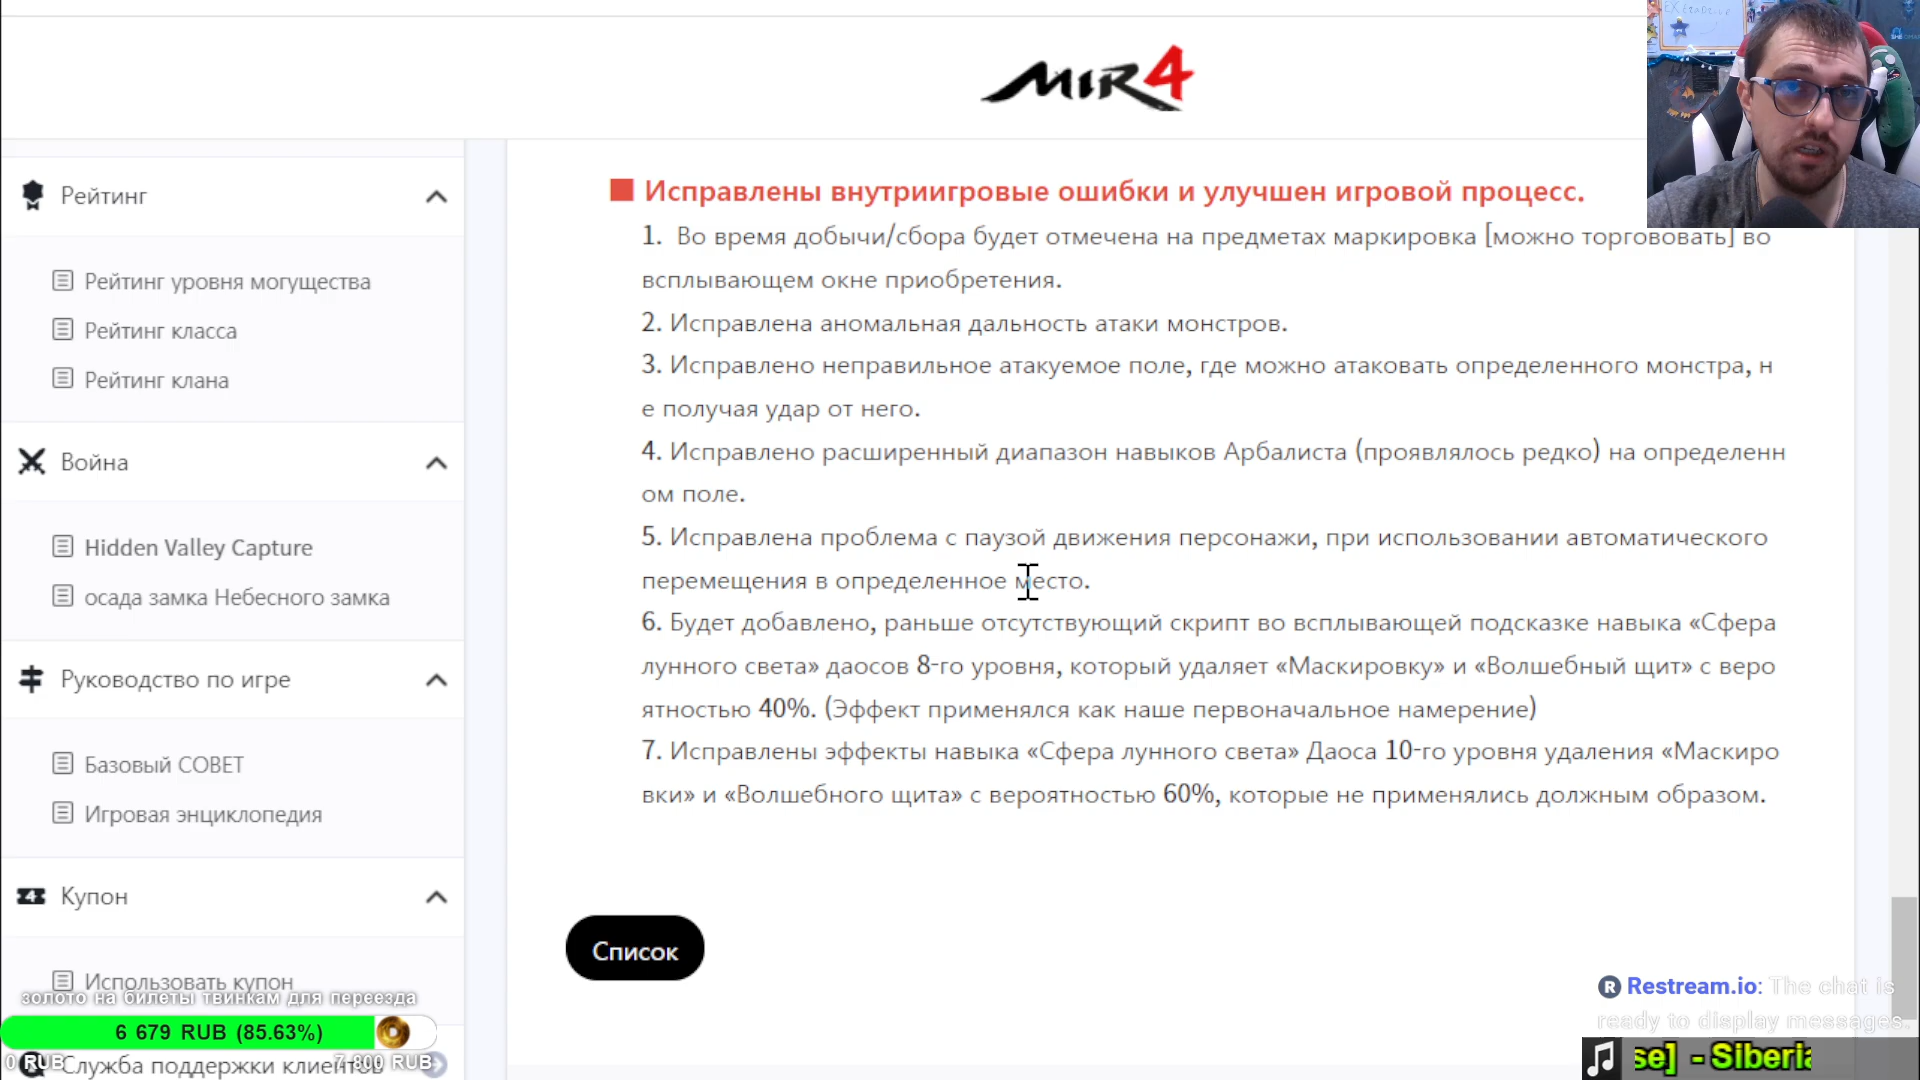 MIR4
Рейтинг
Рейтинг уровня могущества
Рейтинг класса
Рейтинг клана
Война
Hidden Valley Capture
осада замка Небесного замка
Руководство по игре
Базовый СОВЕТ
Игровая энциклопедия
Купон
Использовать купон
золото на билеты твинкам для переезда
6 679 RUB (85.63%)
0 RUB
7 800 RUB
Служба поддержки клиентов
Исправлены внутриигровые ошибки и улучшен игровой процесс.
1. Во время добычи/сбора будет отмечена на предметах маркировка [можно торгововать] во
всплывающем окне приобретения.
2. Исправлена аномальная дальность атаки монстров.
3. Исправлено неправильное атакуемое поле, где можно атаковать определенного монстра, н
е получая удар от него.
4. Исправлено расширенный диапазон навыков Арбалиста (проявлялось редко) на определенн
ом поле.
5. Исправлена проблема с паузой движения персонажи, при использовании автоматического
перемещения в определенное место.
6. Будет добавлено, раньше отсутствующий скрипт во всплывающей подсказке навыка «Сфера
лунного света» даосов 8-го уровня, который удаляет «Маскировку» и «Волшебный щит» с веро
ятностью 40%. (Эффект применялся как наше первоначальное намерение)
7. Исправлены эффекты навыка «Сфера лунного света» Даоса 10-го уровня удаления «Маскиро
вки» и «Волшебного щита» с вероятностью 60%, которые не применялись должным образом.
Список
Restream.io: The chat is
ready to display messages.
se] - Siberia